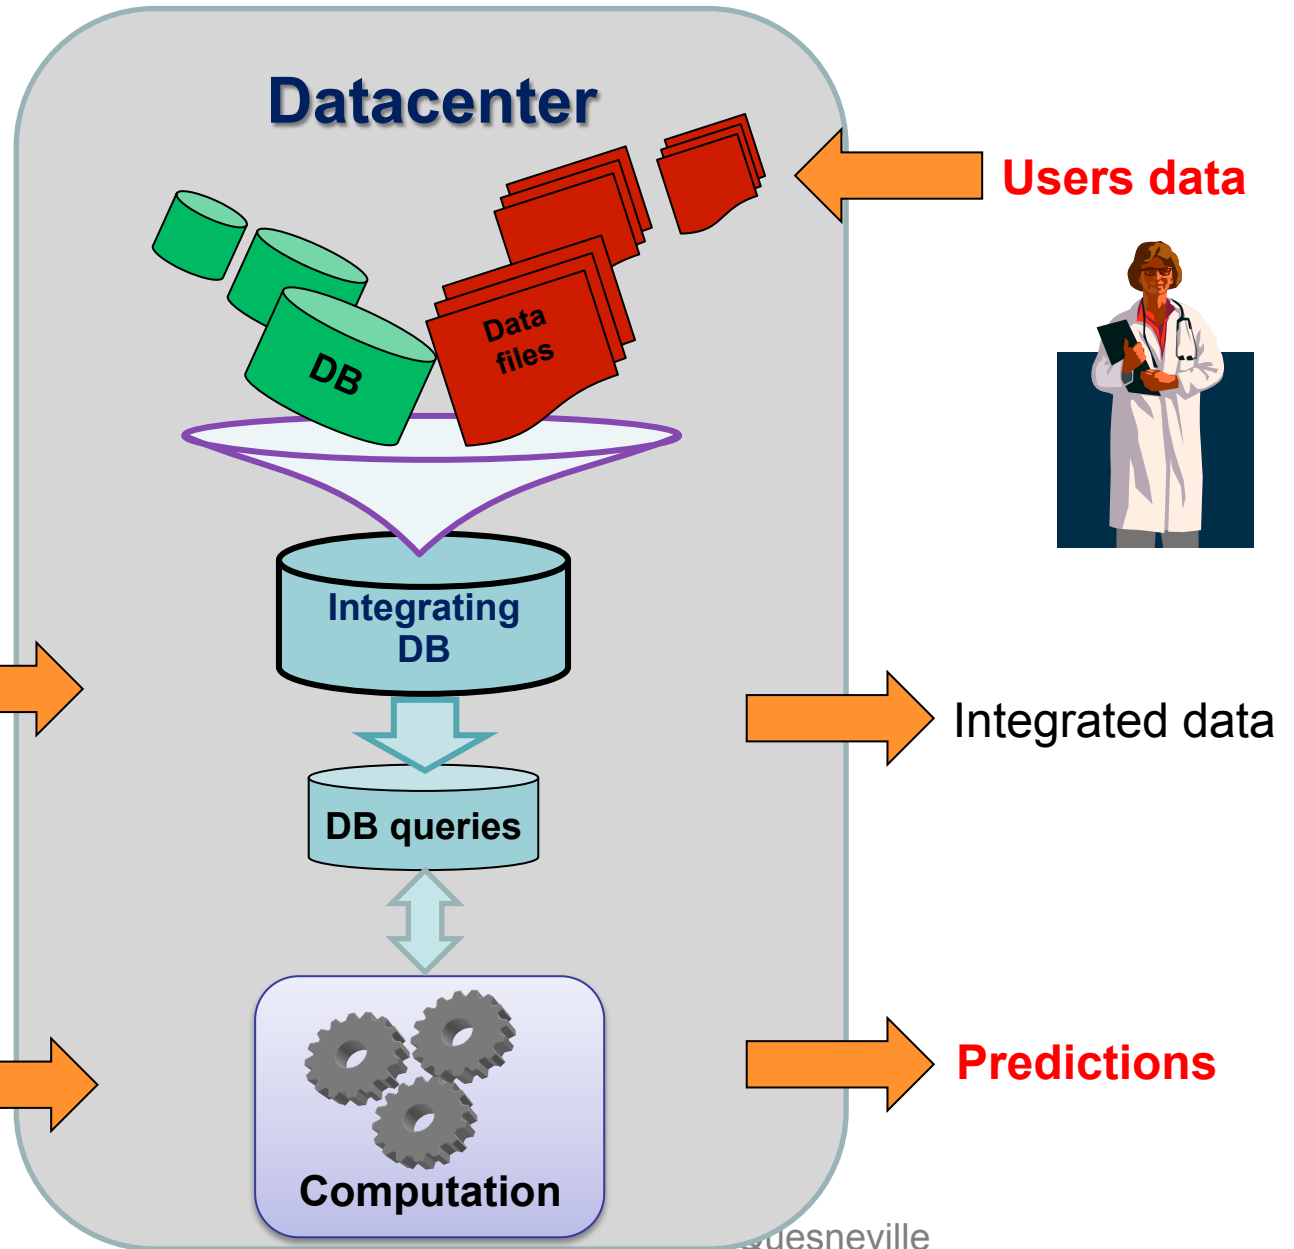 Datacenter
Users data
DB
Data
files
Integrating
DB
Integrated data
DB queries
Predictions
Computation